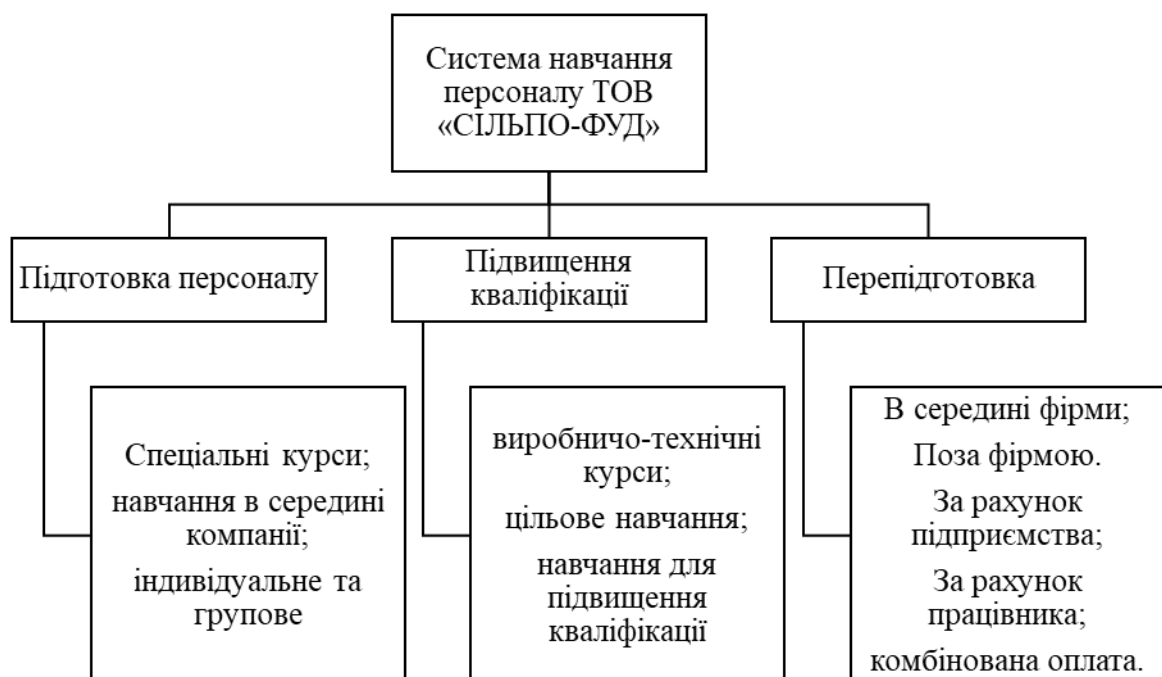 Система навчання
персоналу ТОВ
«СІЛЬПО-ФУД»
Підготовка персоналу
Підвищення
кваліфікації
Перепідготовка
Спеціальні курси;
навчання в середині
компанії;
індивідуальне та
групове
виробничо-технічні
курси;
цільове навчання;
навчання для
підвищення
кваліфікації
В середині фірми;
Поза фірмою.
За рахунок
підприємства;
За рахунок
працівника;
комбінована оплата.